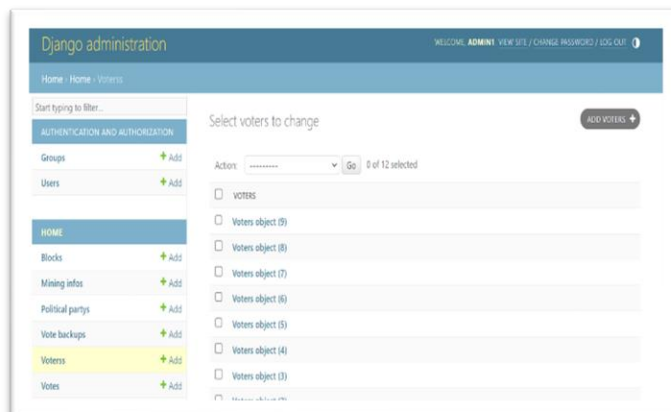 Django administration
WELCOME, ADMIN1. VIEW SITE / CHANGE PASSWORD / LOG OUT
Home › Home › Voterss
Start typing to filter...
AUTHENTICATION AND AUTHORIZATION
Groups + Add
Users + Add
HOME
Blocks + Add
Mining infos + Add
Political partys + Add
Vote backups + Add
Voterss + Add
Votes + Add
Select voters to change
ADD VOTERS +
Action: --------- Go 0 of 12 selected
VOTERS
Voters object (9)
Voters object (8)
Voters object (7)
Voters object (6)
Voters object (5)
Voters object (4)
Voters object (3)